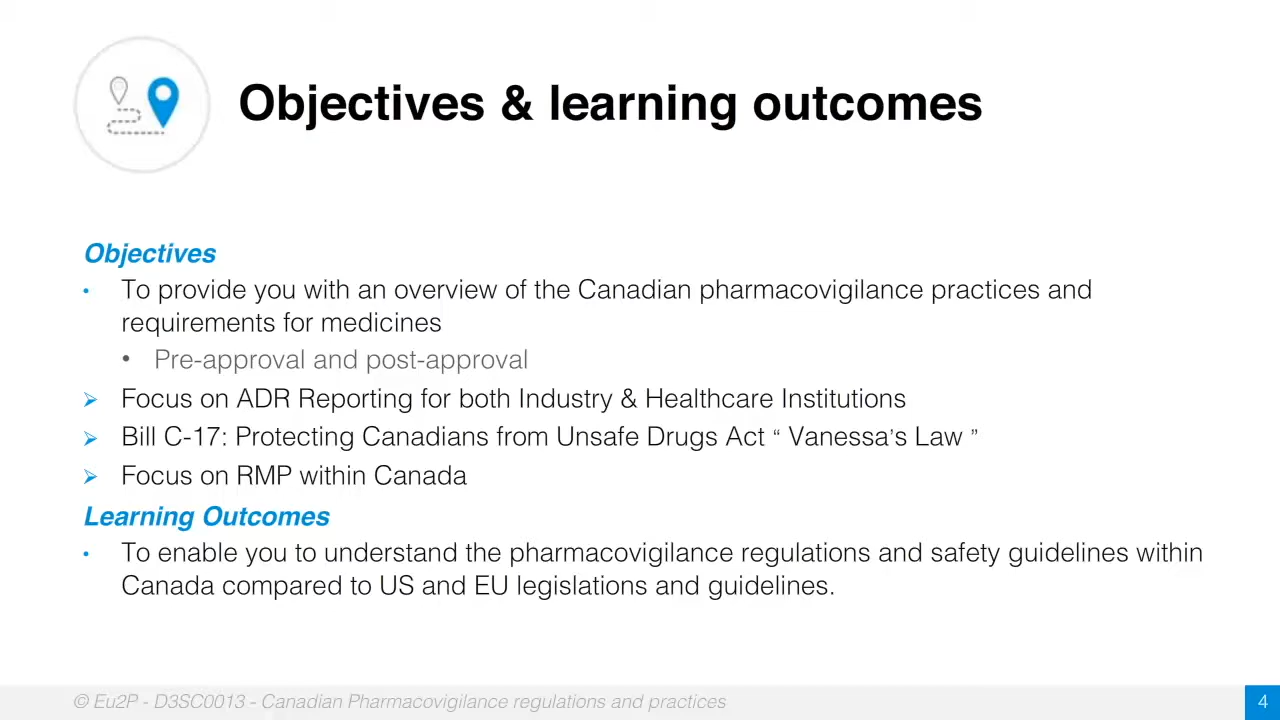 Objectives & learning outcomes
Objectives
• To provide you with an overview of the Canadian pharmacovigilance practices and
requirements for medicines
• Pre-approval and post-approval
➢ Focus on ADR Reporting for both Industry & Healthcare Institutions
➢ Bill C-17: Protecting Canadians from Unsafe Drugs Act “ Vanessa’s Law ”
➢ Focus on RMP within Canada
Learning Outcomes
• To enable you to understand the pharmacovigilance regulations and safety guidelines within
Canada compared to US and EU legislations and guidelines.
© Eu2P - D3SC0013 - Canadian Pharmacovigilance regulations and practices
4